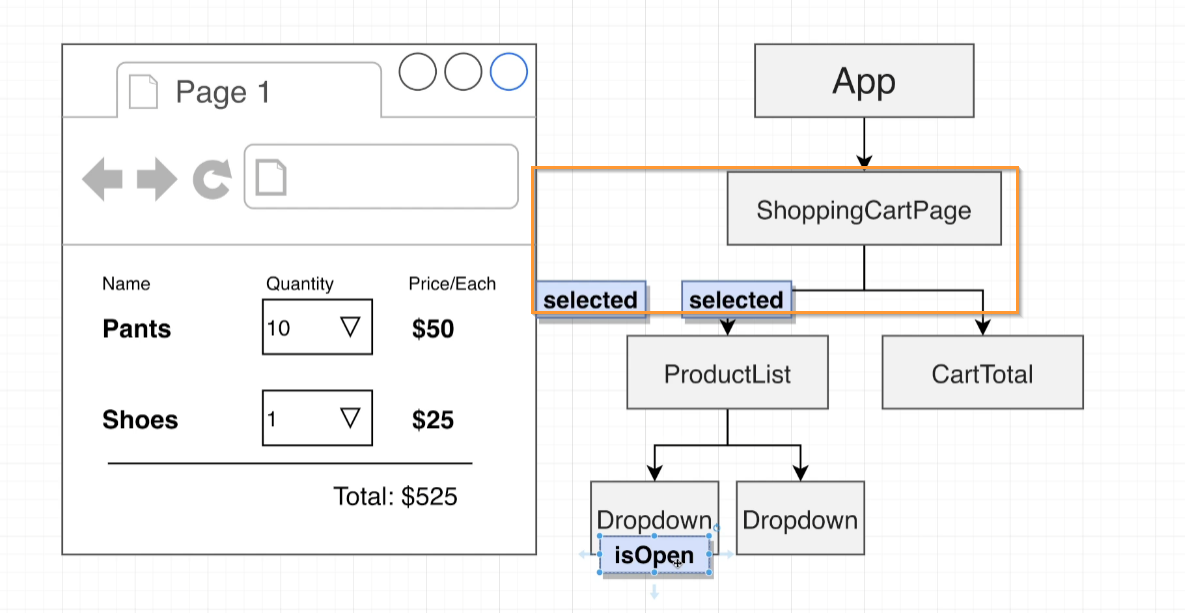 Page 1
Name Quantity Price/Each
Pants 10 $50
Shoes 1 $25
Total: $525
App
ShoppingCartPage
selected selected
ProductList CartTotal
Dropdown Dropdown
isOpen